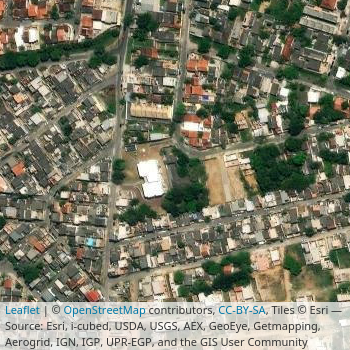 Leaflet | © OpenStreetMap contributors, CC-BY-SA, Tiles © Esri —
Source: Esri, i-cubed, USDA, USGS, AEX, GeoEye, Getmapping,
Aerogrid, IGN, IGP, UPR-EGP, and the GIS User Community